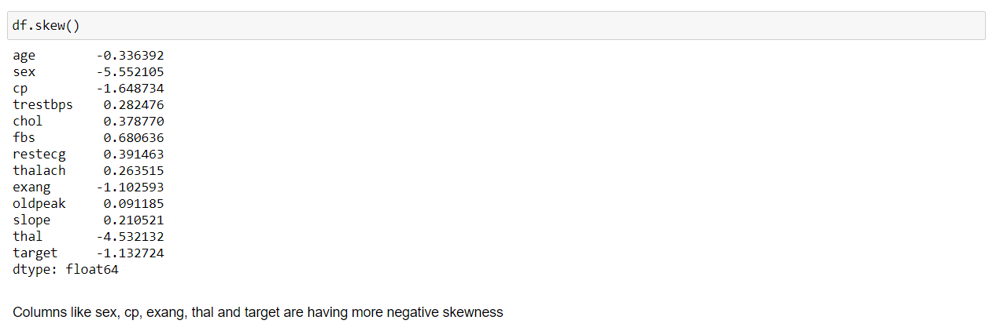 df.skew()
age -0.336392
sex -5.552105
cp -1.648734
trestbps 0.282476
chol 0.378770
fbs 0.680636
restecg 0.391463
thalach 0.263515
exang -1.102593
oldpeak 0.091185
slope 0.210521
thal -4.532132
target -1.132724
dtype: float64
Columns like sex, cp, exang, thal and target are having more negative skewness